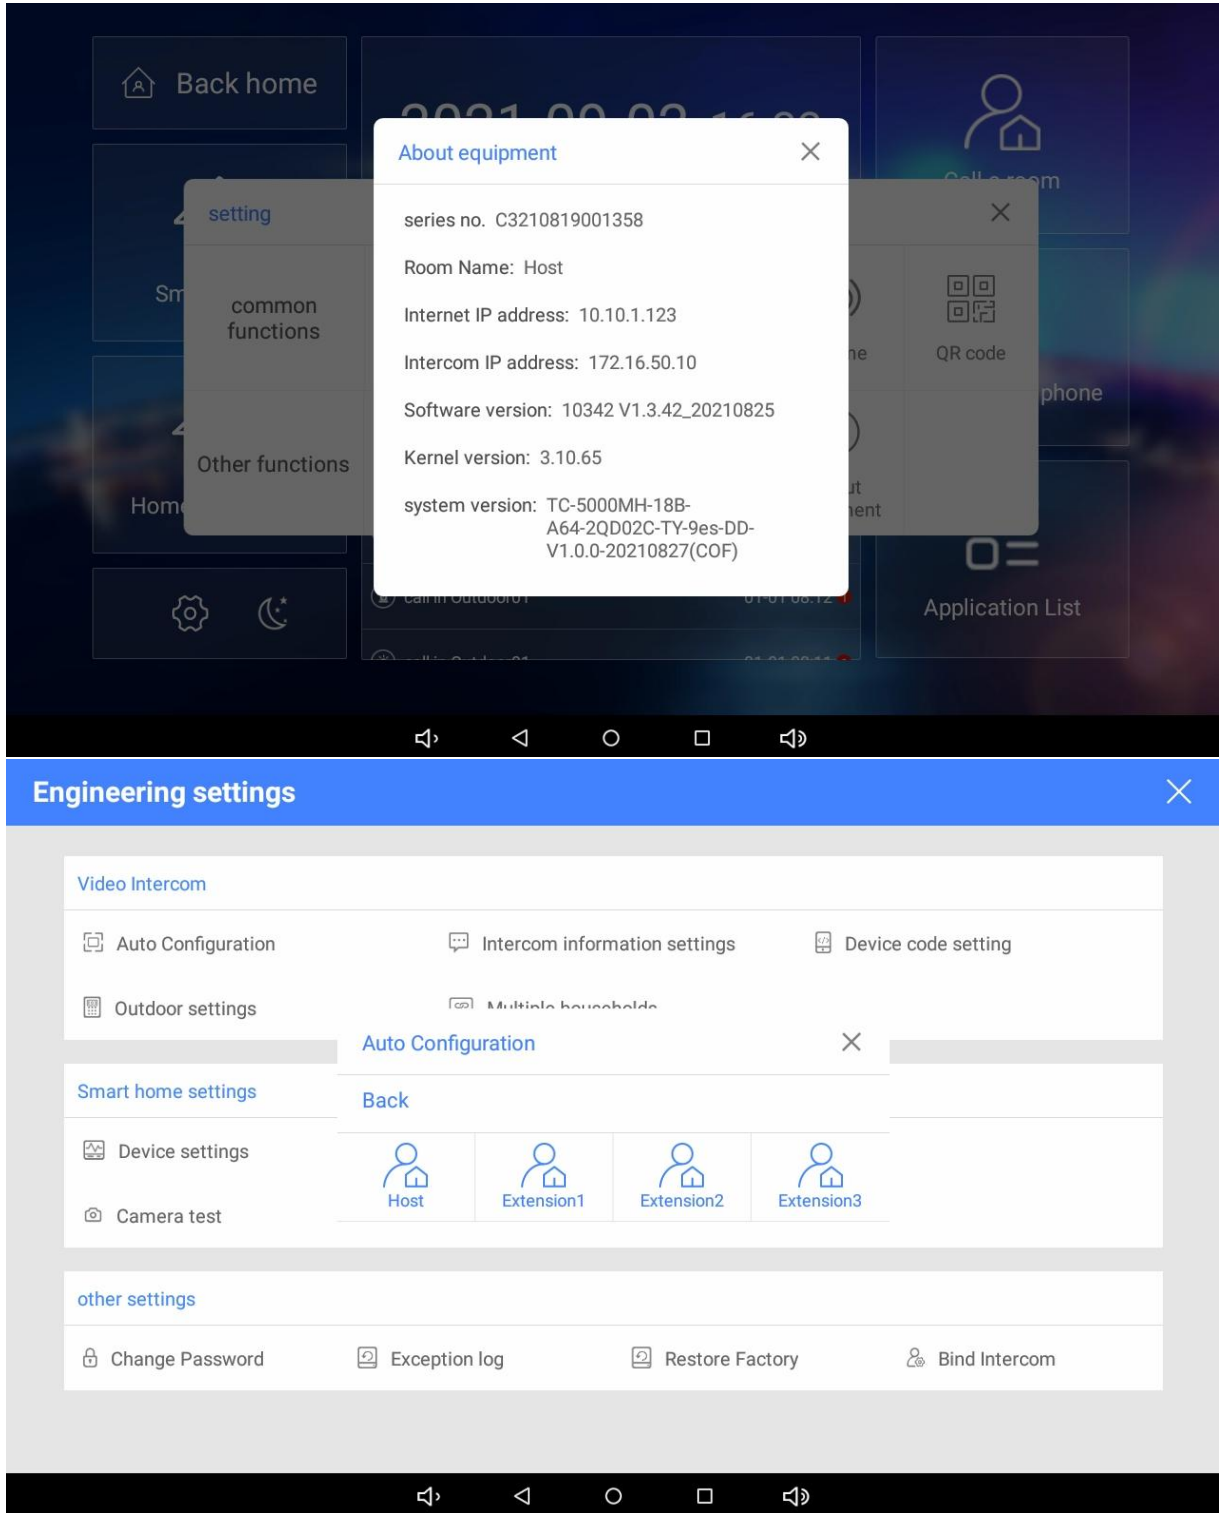 Back home
About equipment
setting
series no. C3210819001358
Room Name: Host
Internet IP address: 10.10.1.123
Intercom IP address: 172.16.50.10
Software version: 10342 V1.3.42_20210825
Kernel version: 3.10.65
system version: TC-5000MH-18B-
A64-2QD02C-TY-9es-DD-
V1.0.0-20210827(COF)
common
functions
QR code
Other functions
phone
Application List
Engineering settings
Video Intercom
Auto Configuration
Intercom information settings
Device code setting
Outdoor settings
Multiple households
Auto Configuration
Back
Host
Extension1
Extension2
Extension3
Smart home settings
Device settings
Camera test
other settings
Change Password
Exception log
Restore Factory
Bind Intercom